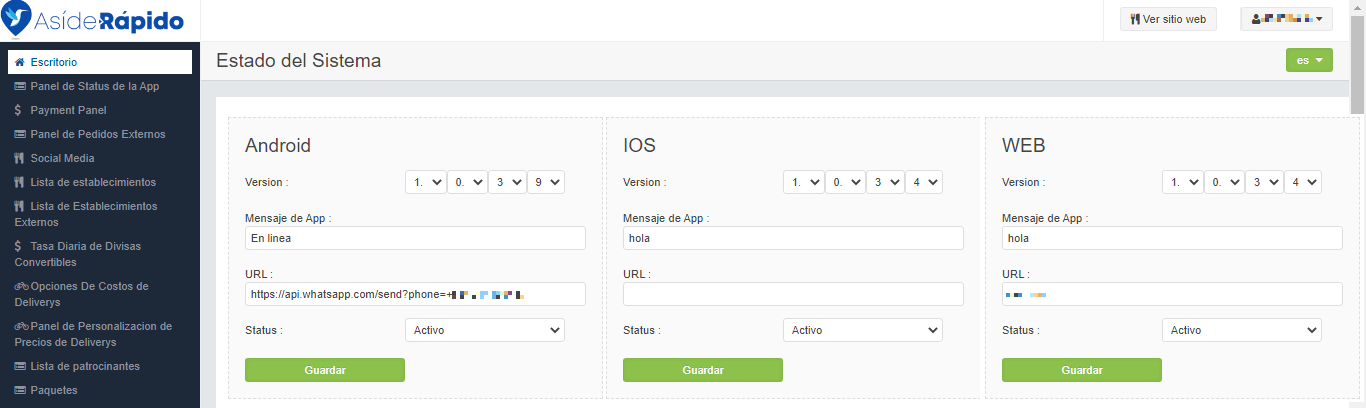 AsídeRápido
Ver sitio web
Escritorio
Panel de Status de la App
Payment Panel
Panel de Pedidos Externos
Social Media
Lista de establecimientos
Lista de Establecimientos
Externos
Tasa Diaria de Divisas
Convertibles
Opciones De Costos de
Deliverys
Panel de Personalizacion de
Precios de Deliverys
Lista de patrocinantes
Paquetes
Estado del Sistema
es
Android
Version :
1. 0. 3 9
Mensaje de App :
En linea
URL :
https://api.whatsapp.com/send?phone=+
Status :
Activo
Guardar
IOS
Version :
1. 0. 3 4
Mensaje de App :
hola
URL :
Status :
Activo
Guardar
WEB
Version :
1. 0. 3 4
Mensaje de App :
hola
URL :
Status :
Activo
Guardar